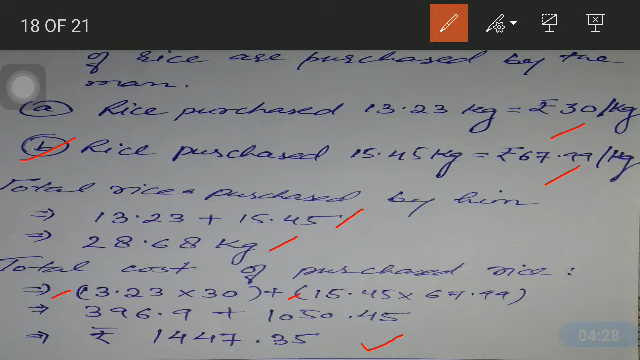 18 OF 21
of rice are purchased by the
man.
(a) Rice purchased 13.23 kg = ₹30/kg
(b) Rice purchased 15.45 kg = ₹67.99/kg
Total rice purchased by him
⇒ 13.23 + 15.45
⇒ 28.68 Kg
Total cost of purchased rice:
⇒ (13.23 × 30) + (15.45 × 67.99)
⇒ 396.9 + 1050.45
⇒ ₹ 1447.35
04:28